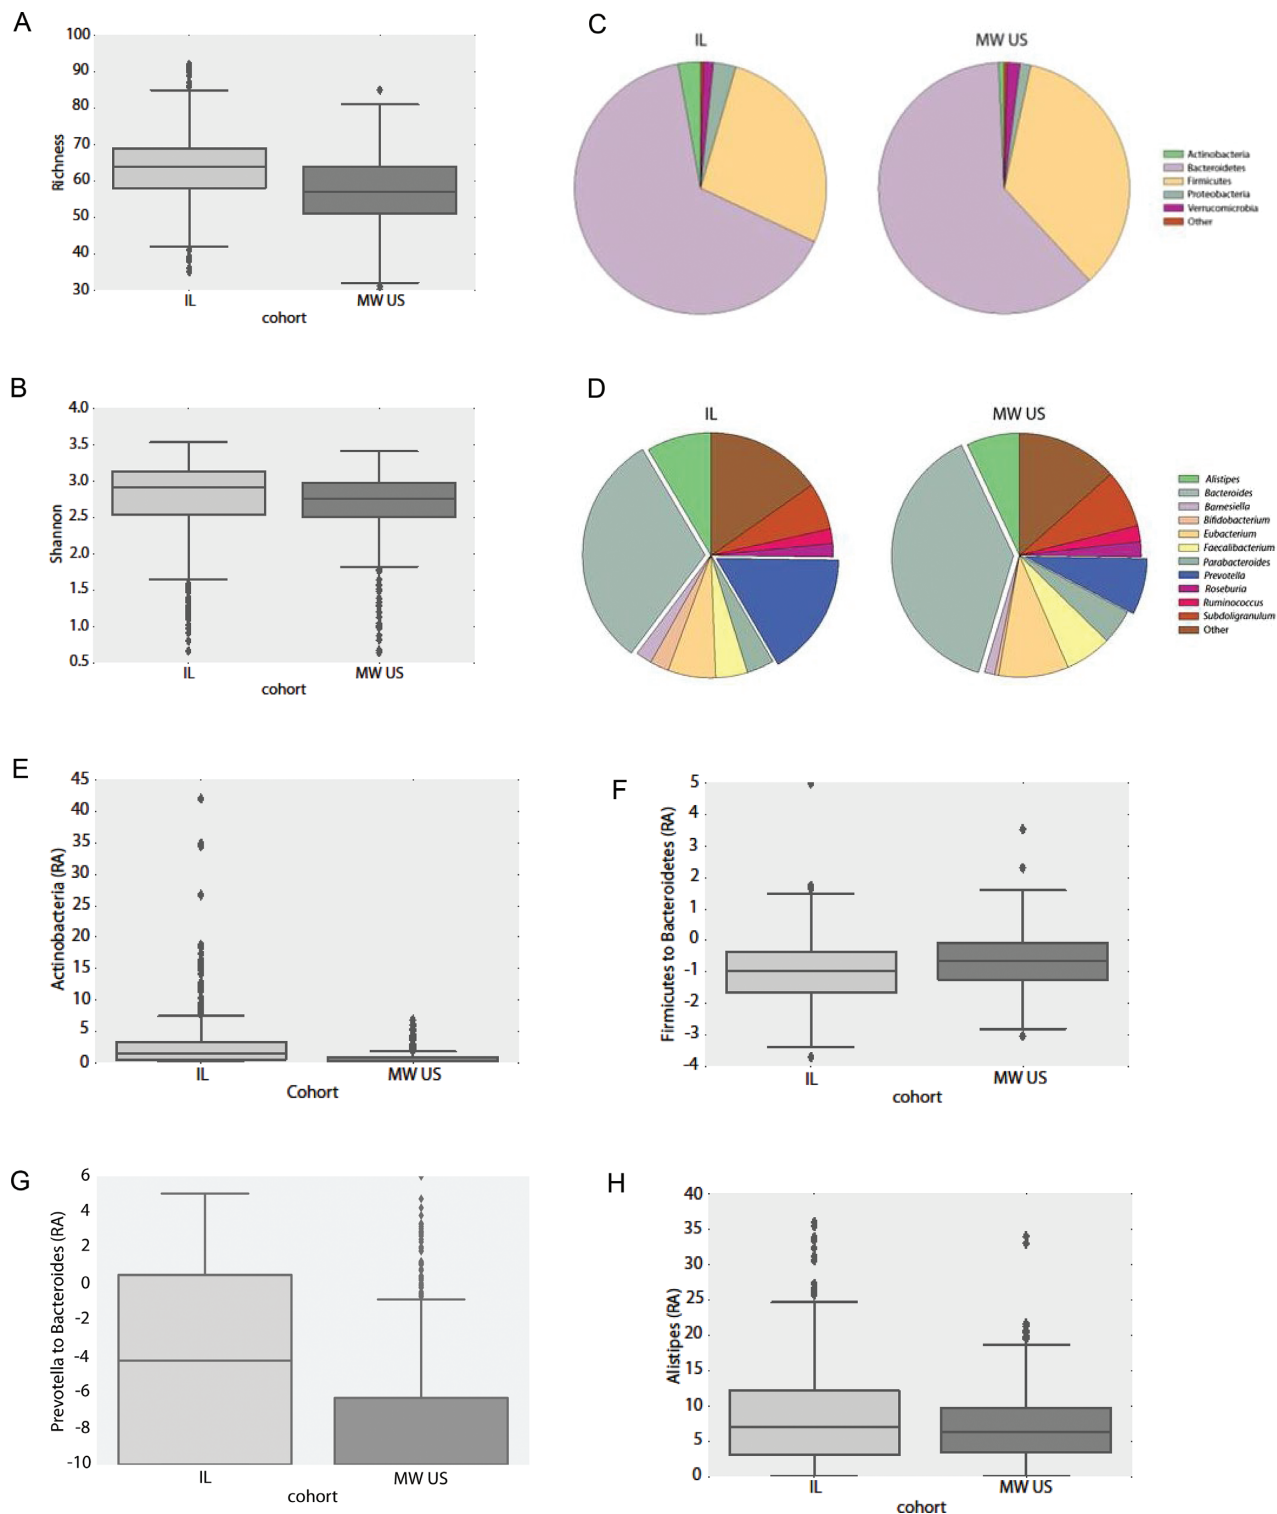 A
100
90
80
70
60
50
40
30
Richness
IL
MW US
cohort
C
IL
MW US
Actinobacteria
Bacteroidetes
Firmicutes
Proteobacteria
Verrucomicrobia
Other
B
4.0
3.5
3.0
2.5
2.0
1.5
1.0
0.5
Shannon
IL
MW US
cohort
D
IL
MW US
Alistipes
Bacteroides
Barnesiella
Bifidobacterium
Eubacterium
Faecalibacterium
Parabacteroides
Prevotella
Roseburia
Ruminococcus
Subdoligranulum
Other
E
45
40
35
30
25
20
15
10
5
0
Actinobacteria (RA)
IL
MW US
Cohort
F
5
4
3
2
1
0
-1
-2
-3
-4
Firmicutes to Bacteroidetes (RA)
IL
MW US
cohort
G
6
4
2
0
-2
-4
-6
-8
-10
Prevotella to Bacteroides (RA)
IL
MW US
cohort
H
40
35
30
25
20
15
10
5
0
Alistipes (RA)
IL
MW US
cohort